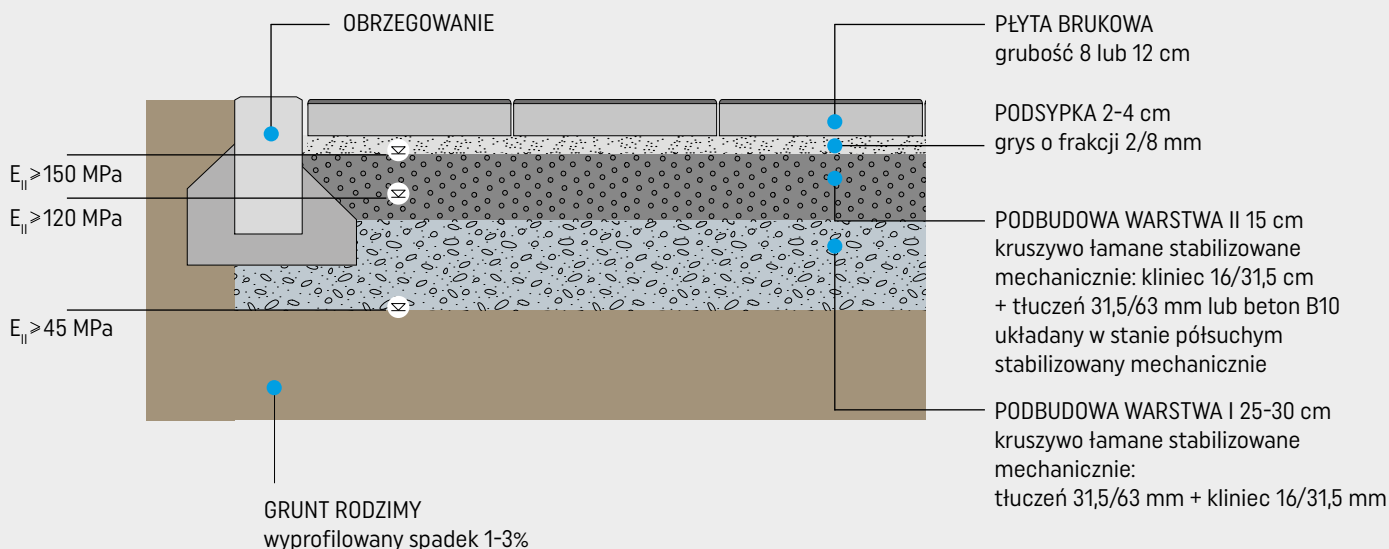 OBRZEGOWANIE
PŁYTA BRUKOWA
grubość 8 lub 12 cm
PODSYPKA 2-4 cm
grys o frakcji 2/8 mm
E_II ≥150 MPa
E_II ≥120 MPa
PODBUDOWA WARSTWA II 15 cm
kruszywo łamane stabilizowane
mechanicznie: kliniec 16/31,5 cm
+ tłuczeń 31,5/63 mm lub beton B10
układany w stanie półsuchym
stabilizowany mechanicznie
E_II ≥45 MPa
PODBUDOWA WARSTWA I 25-30 cm
kruszywo łamane stabilizowane
mechanicznie:
tłuczeń 31,5/63 mm + kliniec 16/31,5 mm
GRUNT RODZIMY
wyprofilowany spadek 1-3%